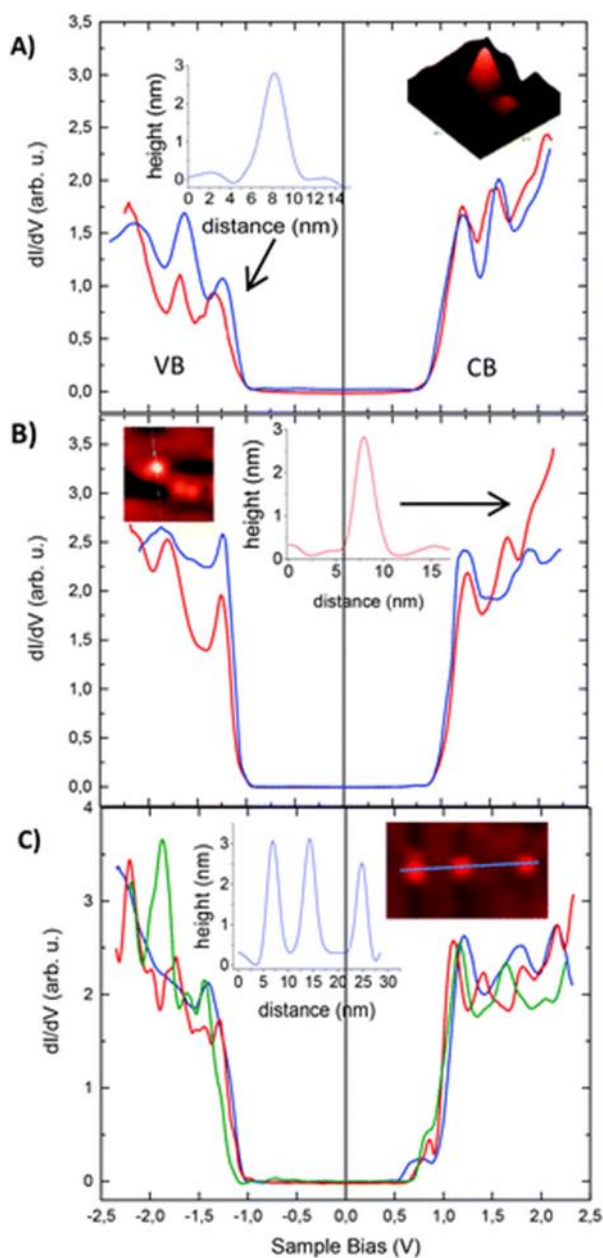 A)
3,5
3,0
2,5
2,0
1,5
1,0
0,5
0,0
dI/dV (arb. u.)
3
2
1
0
height (nm)
0 2 4 6 8 10 12 14
distance (nm)
VB
CB
B)
3,5
3,0
2,5
2,0
1,5
1,0
0,5
0,0
dI/dV (arb. u.)
3
2
1
0
height (nm)
0 5 10 15
distance (nm)
C)
4
3
2
1
0
dI/dV (arb. u.)
3
2
1
0
height (nm)
0 5 10 15 20 25 30
distance (nm)
-2,5 -2,0 -1,5 -1,0 -0,5 0,0 0,5 1,0 1,5 2,0 2,5
Sample Bias (V)